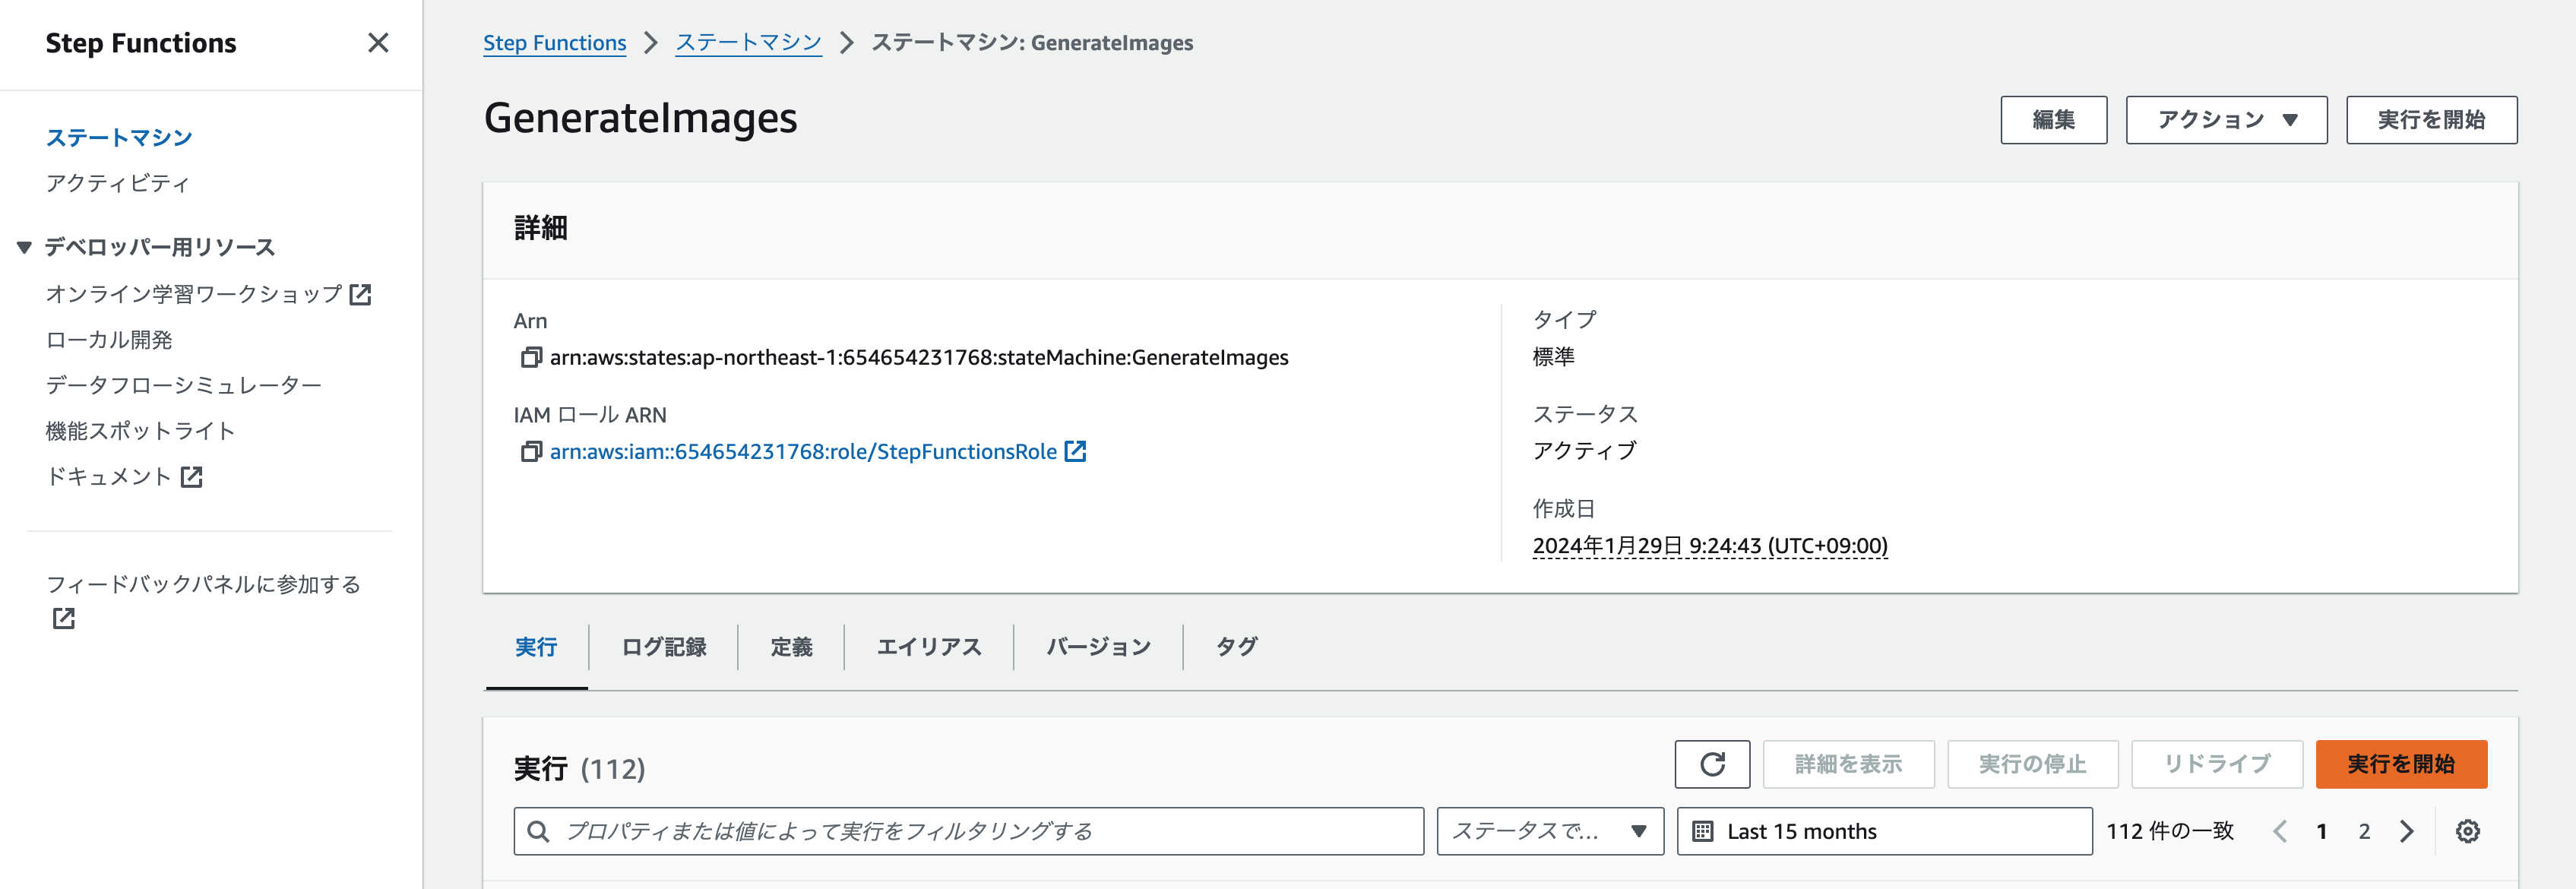 Step Functions
ステートマシン
アクティビティ
デベロッパー用リソース
オンライン学習ワークショップ
ローカル開発
データフローシミュレーター
機能スポットライト
ドキュメント
フィードバックパネルに参加する
Step Functions ステートマシン ステートマシン: GenerateImages
GenerateImages
編集 アクション 実行を開始
詳細
Arn
arn:aws:states:ap-northeast-1:654654231768:stateMachine:GenerateImages
IAM ロール ARN
arn:aws:iam::654654231768:role/StepFunctionsRole
タイプ
標準
ステータス
アクティブ
作成日
2024年1月29日 9:24:43 (UTC+09:00)
実行 ログ記録 定義 エイリアス バージョン タグ
実行 (112)
詳細を表示 実行の停止 リドライブ 実行を開始
プロパティまたは値によって実行をフィルタリングする ステータスで... Last 15 months 112 件の一致 1 2